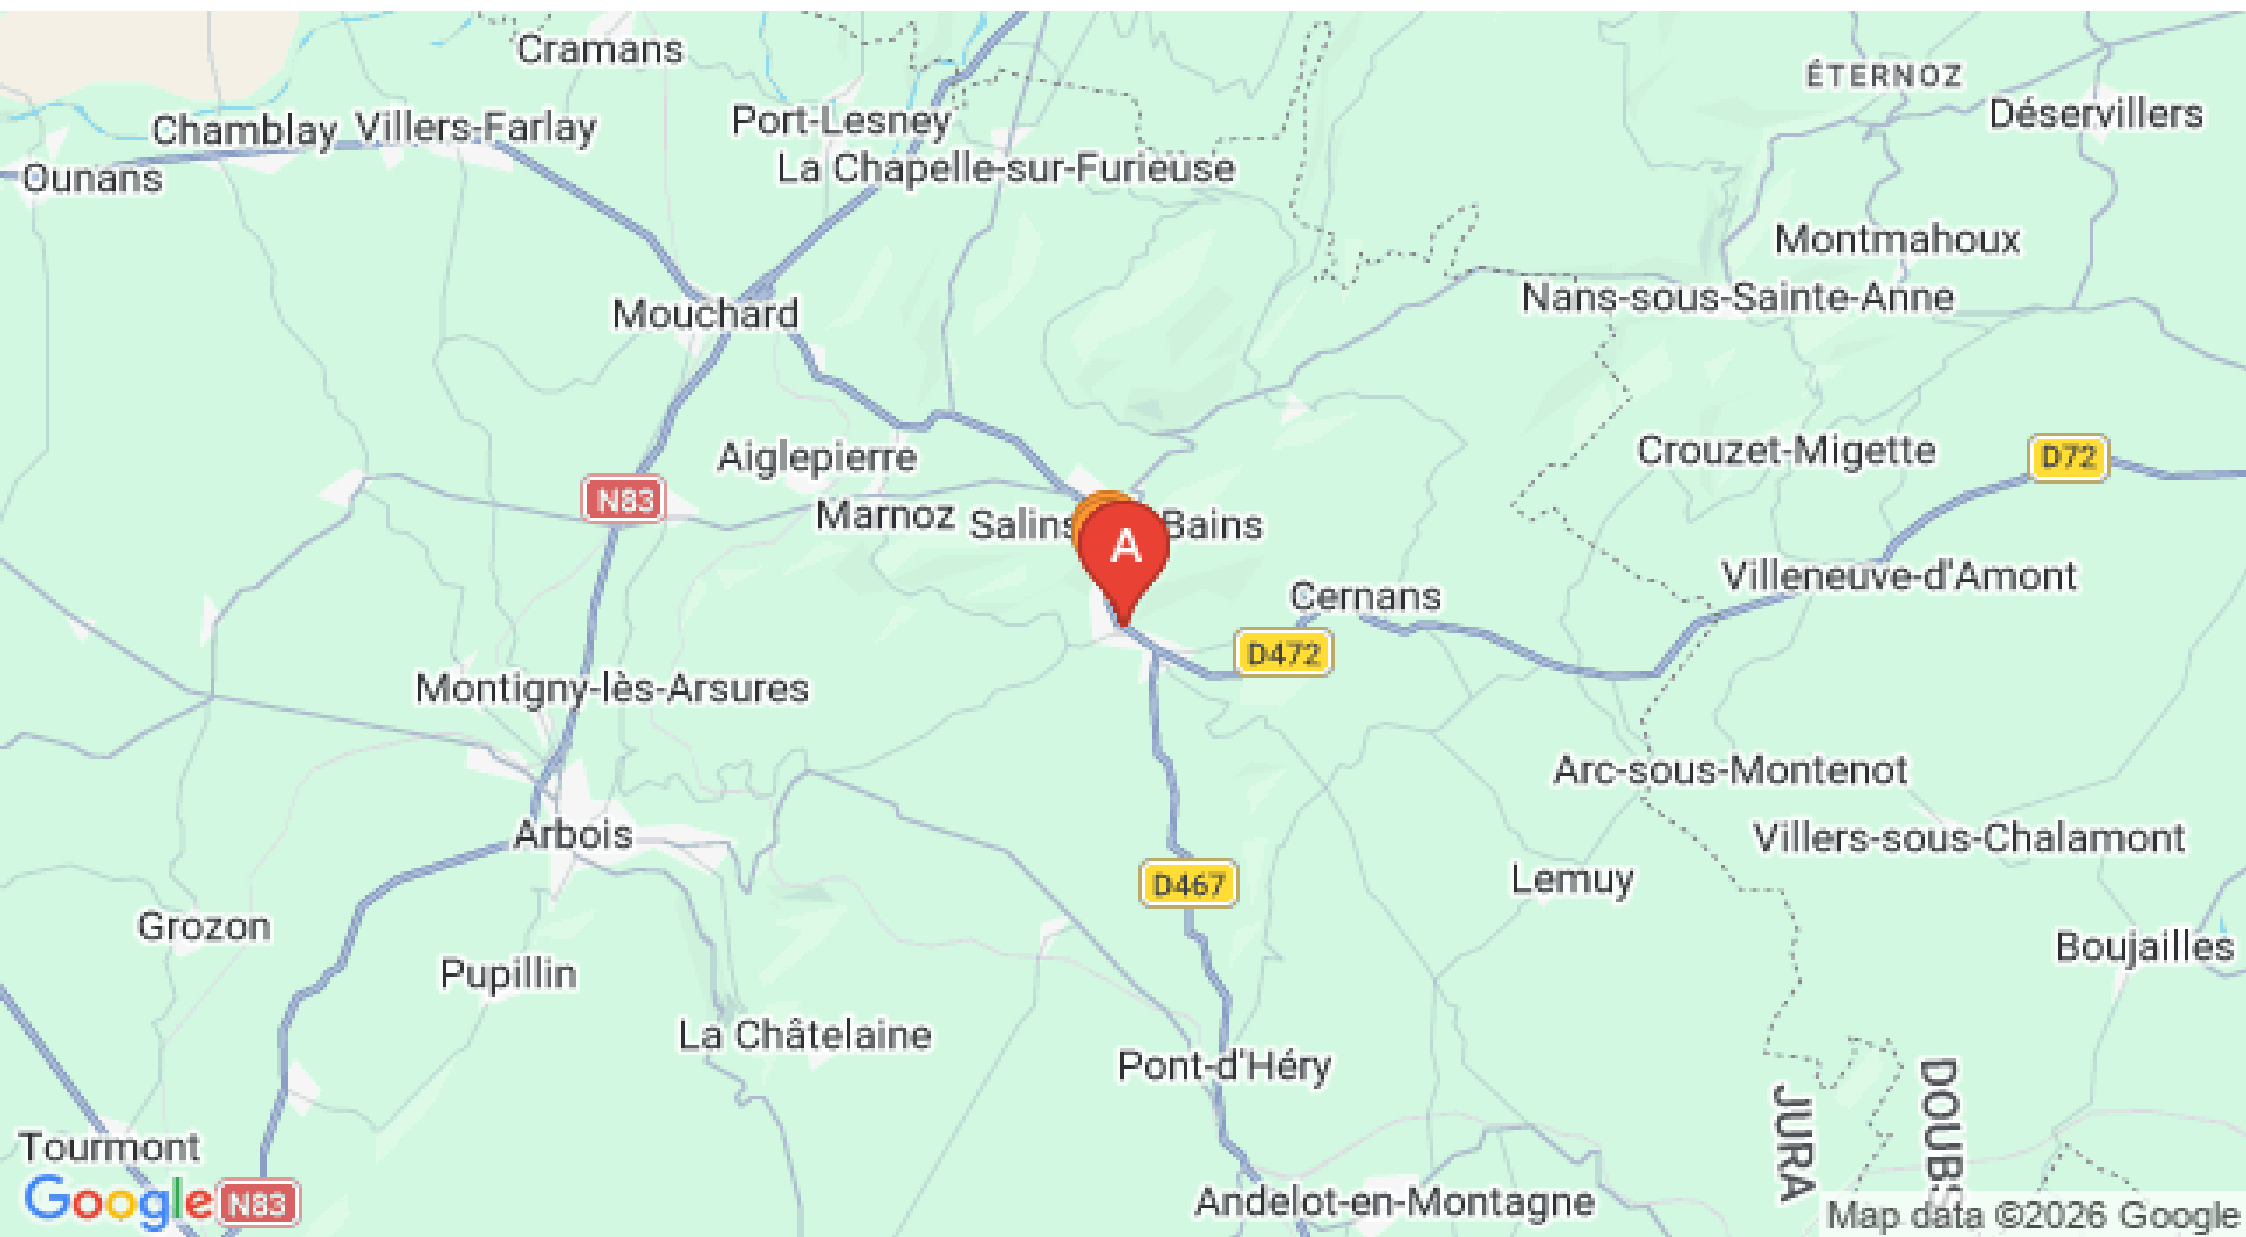 Cramans
ÉTERNOZ
Déservillers
Port-Lesney
Chamblay
Villers-Farlay
La Chapelle-sur-Furieuse
Ounans
Montmahoux
Nans-sous-Sainte-Anne
Mouchard
Crouzet-Migette
D72
Aiglepierre
N83
Marnoz
Salins
Bains
A
Villeneuve-d'Amont
Cernans
D472
Montigny-lès-Arsures
Arc-sous-Montenot
Arbois
Villers-sous-Chalamont
D467
Lemuy
Grozon
Boujailles
Pupillin
La Châtelaine
Pont-d'Héry
JURA
DOUBS
Tourmont
Google
N83
Andelot-en-Montagne
Map data ©2026 Google